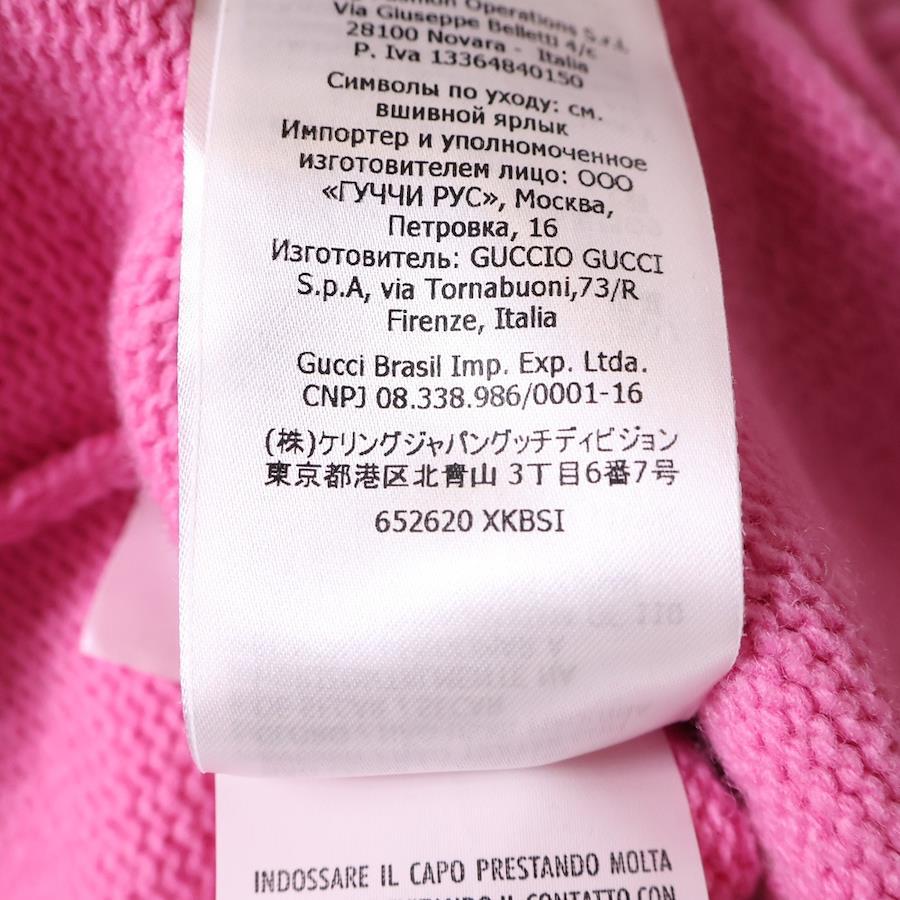 Operations S.r.l.
Via Giuseppe Belletti 4/c
28100 Novara - Italia
P. Iva 13364840150
Символы по уходу: см.
вшивной ярлык
Импортер и уполномоченное
изготовителем лицо: ООО
«ГУЧЧИ РУС», Москва,
Петровка, 16
Изготовитель: GUCCIO GUCCI
S.p.A, via Tornabuoni,73/R
Firenze, Italia
Gucci Brasil Imp. Exp. Ltda.
CNPJ 08.338.986/0001-16
(株)ケリングジャパングッチディビジョン
東京都港区北青山 3丁目6番7号
652620 XKBSI
INDOSSARE IL CAPO PRESTANDO MOLTA
IL CONTATTO CON